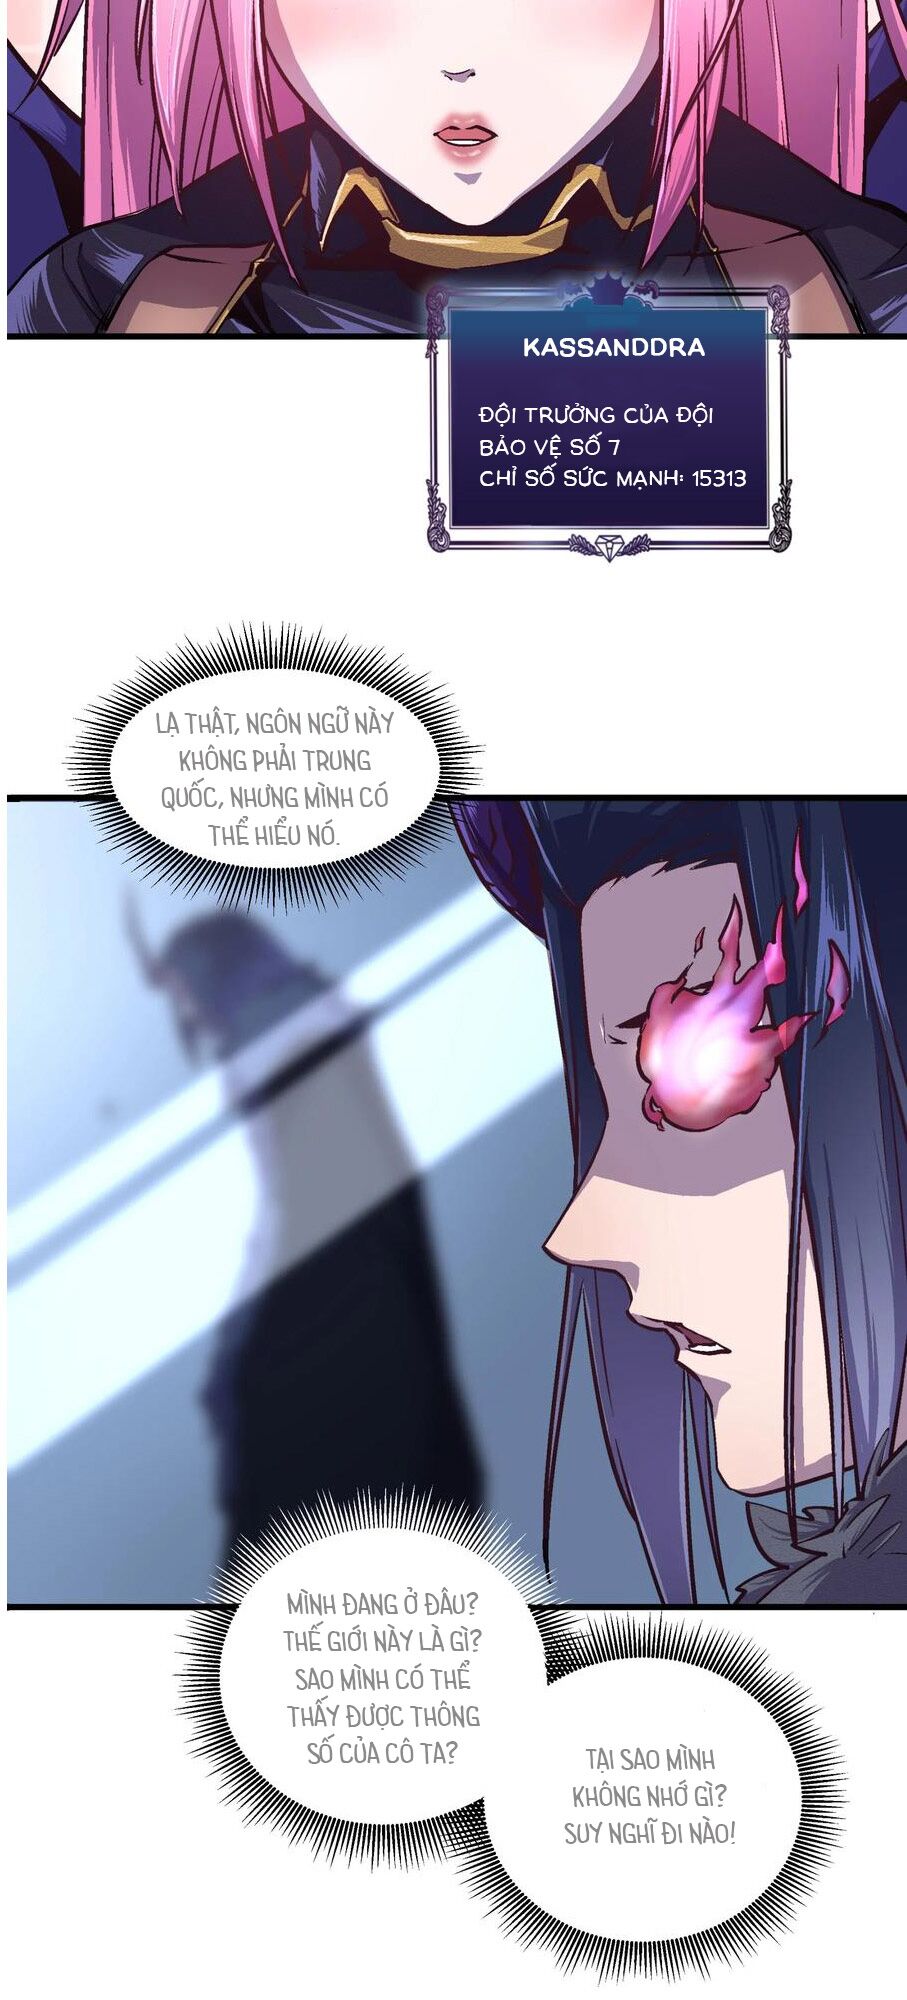 KASSANDDRA
ĐỘI TRƯỞNG CỦA ĐỘI
BẢO VỆ SỐ 7
CHỈ SỐ SỨC MẠNH: 15313
LẠ THẬT, NGÔN NGỮ NÀY
KHÔNG PHẢI TRUNG
QUỐC, NHƯNG MÌNH CÓ
THỂ HIỂU NÓ.
MÌNH ĐANG Ở ĐÂU?
THẾ GIỚI NÀY LÀ GÌ?
SAO MÌNH CÓ THỂ
THẤY ĐƯỢC THÔNG
SỐ CỦA CÔ TA?
TẠI SAO MÌNH
KHÔNG NHỚ GÌ?
SUY NGHĨ ĐI NÀO!